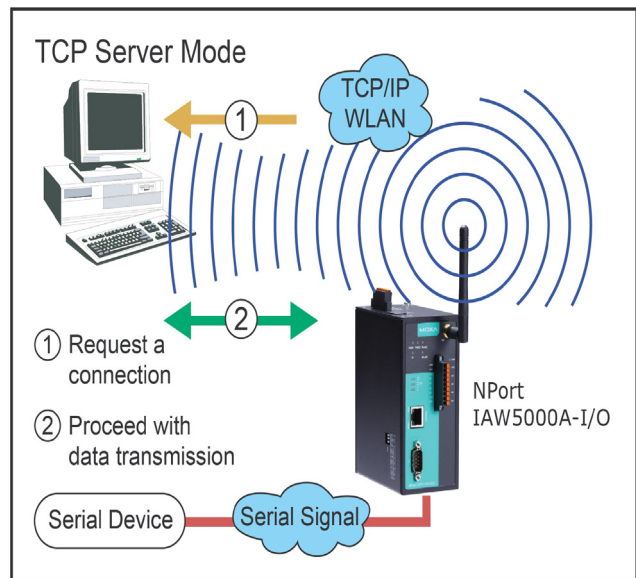 TCP Server Mode
TCP/IP
WLAN
1
2
1 Request a
connection
2 Proceed with
data transmission
MOXA
NPort
IAW5000A-I/O
Serial Device
Serial Signal